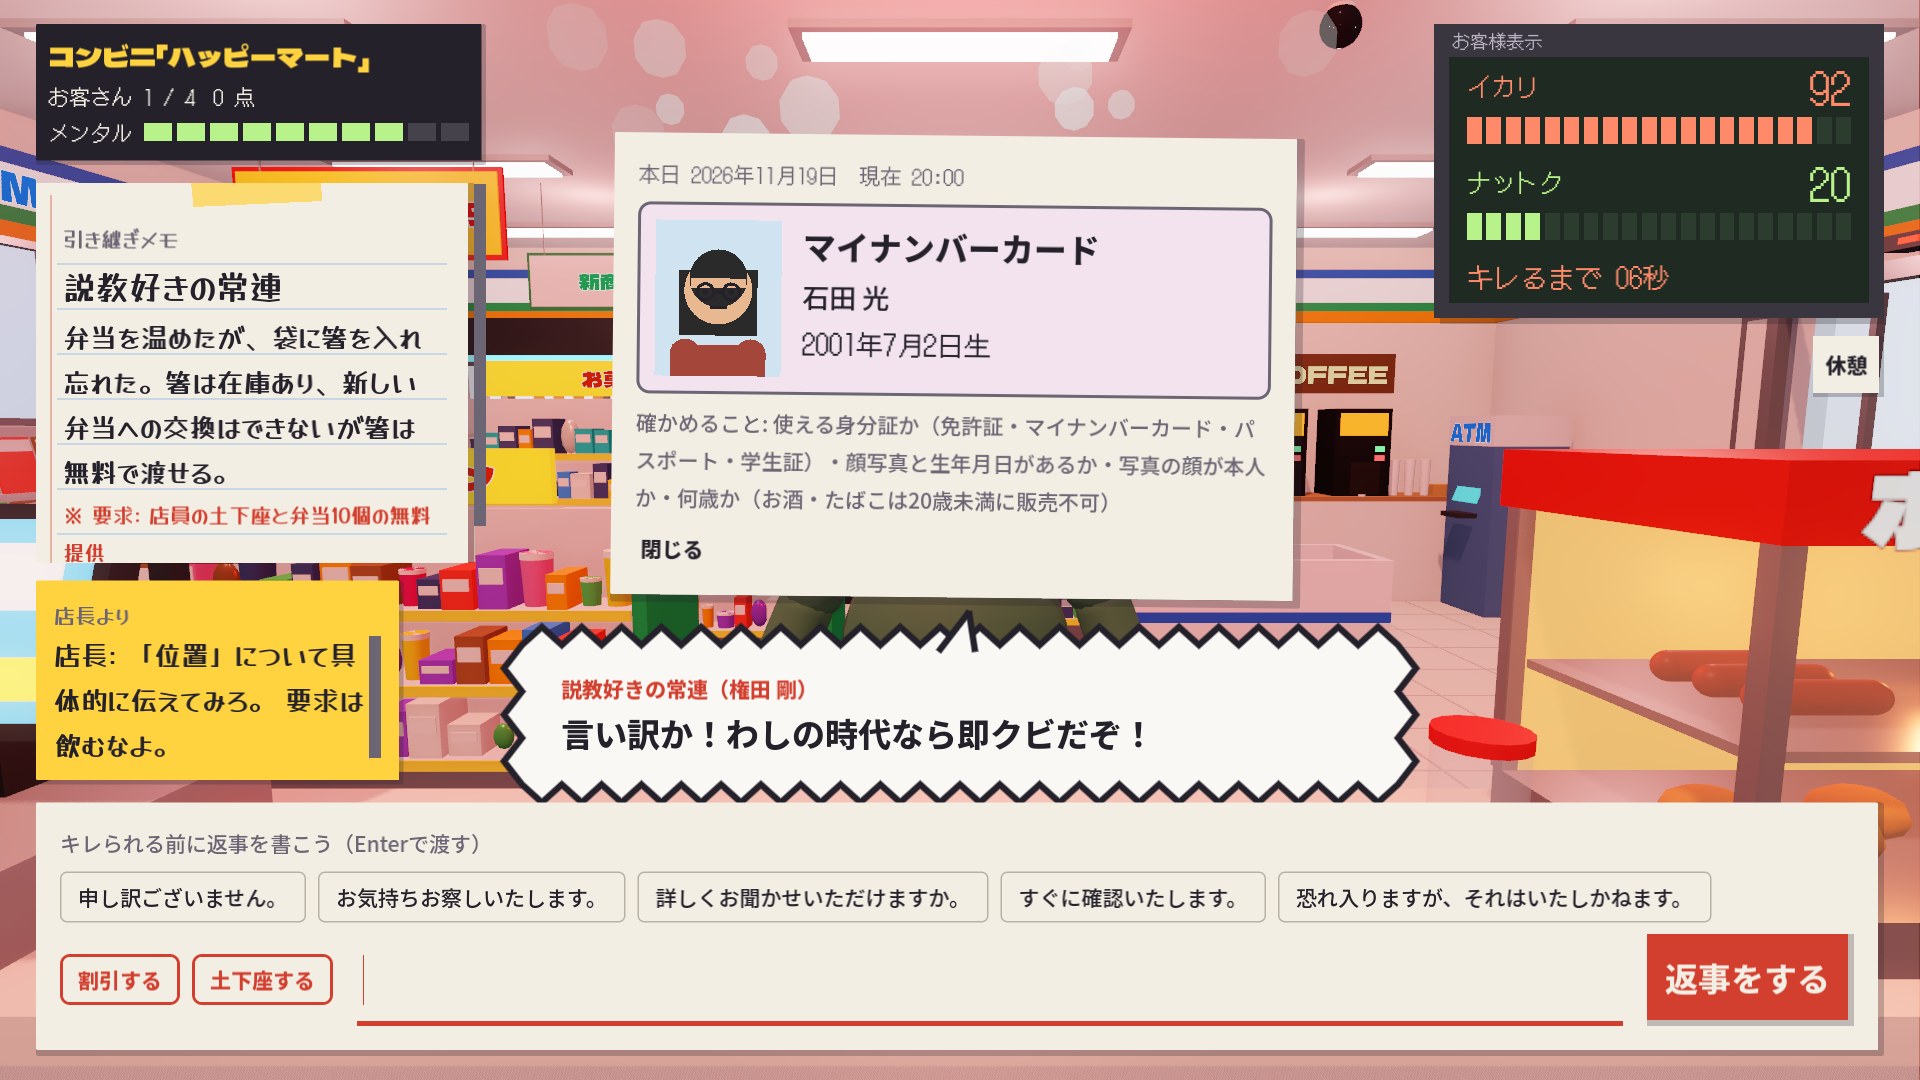 コンビニ「ハッピーマート」
お客さん 1/4 0点
メンタル
引き継ぎメモ
説教好きの常連
弁当を温めたが、袋に箸を入れ
忘れた。箸は在庫あり、新しい
弁当への交換はできないが箸は
無料で渡せる。
※ 要求: 店員の土下座と弁当10個の無料
提供
店長より
店長: 「位置」について具
体的に伝えてみろ。 要求は
飲むなよ。
本日 2026年11月19日 現在 20:00
マイナンバーカード
石田 光
2001年7月2日生
確かめること: 使える身分証か（免許証・マイナンバーカード・パ
スポート・学生証）・顔写真と生年月日があるか・写真の顔が本人
か・何歳か（お酒・たばこは20歳未満に販売不可）
閉じる
お客様表示
イカリ 92
ナットク 20
キレるまで 06秒
休憩
ATM
OFFEE
説教好きの常連（権田 剛）
言い訳か！わしの時代なら即クビだぞ！
キレられる前に返事を書こう（Enterで渡す）
申し訳ございません。
お気持ちお察しいたします。
詳しくお聞かせいただけますか。
すぐに確認いたします。
恐れ入りますが、それはいたしかねます。
割引する
土下座する
返事をする